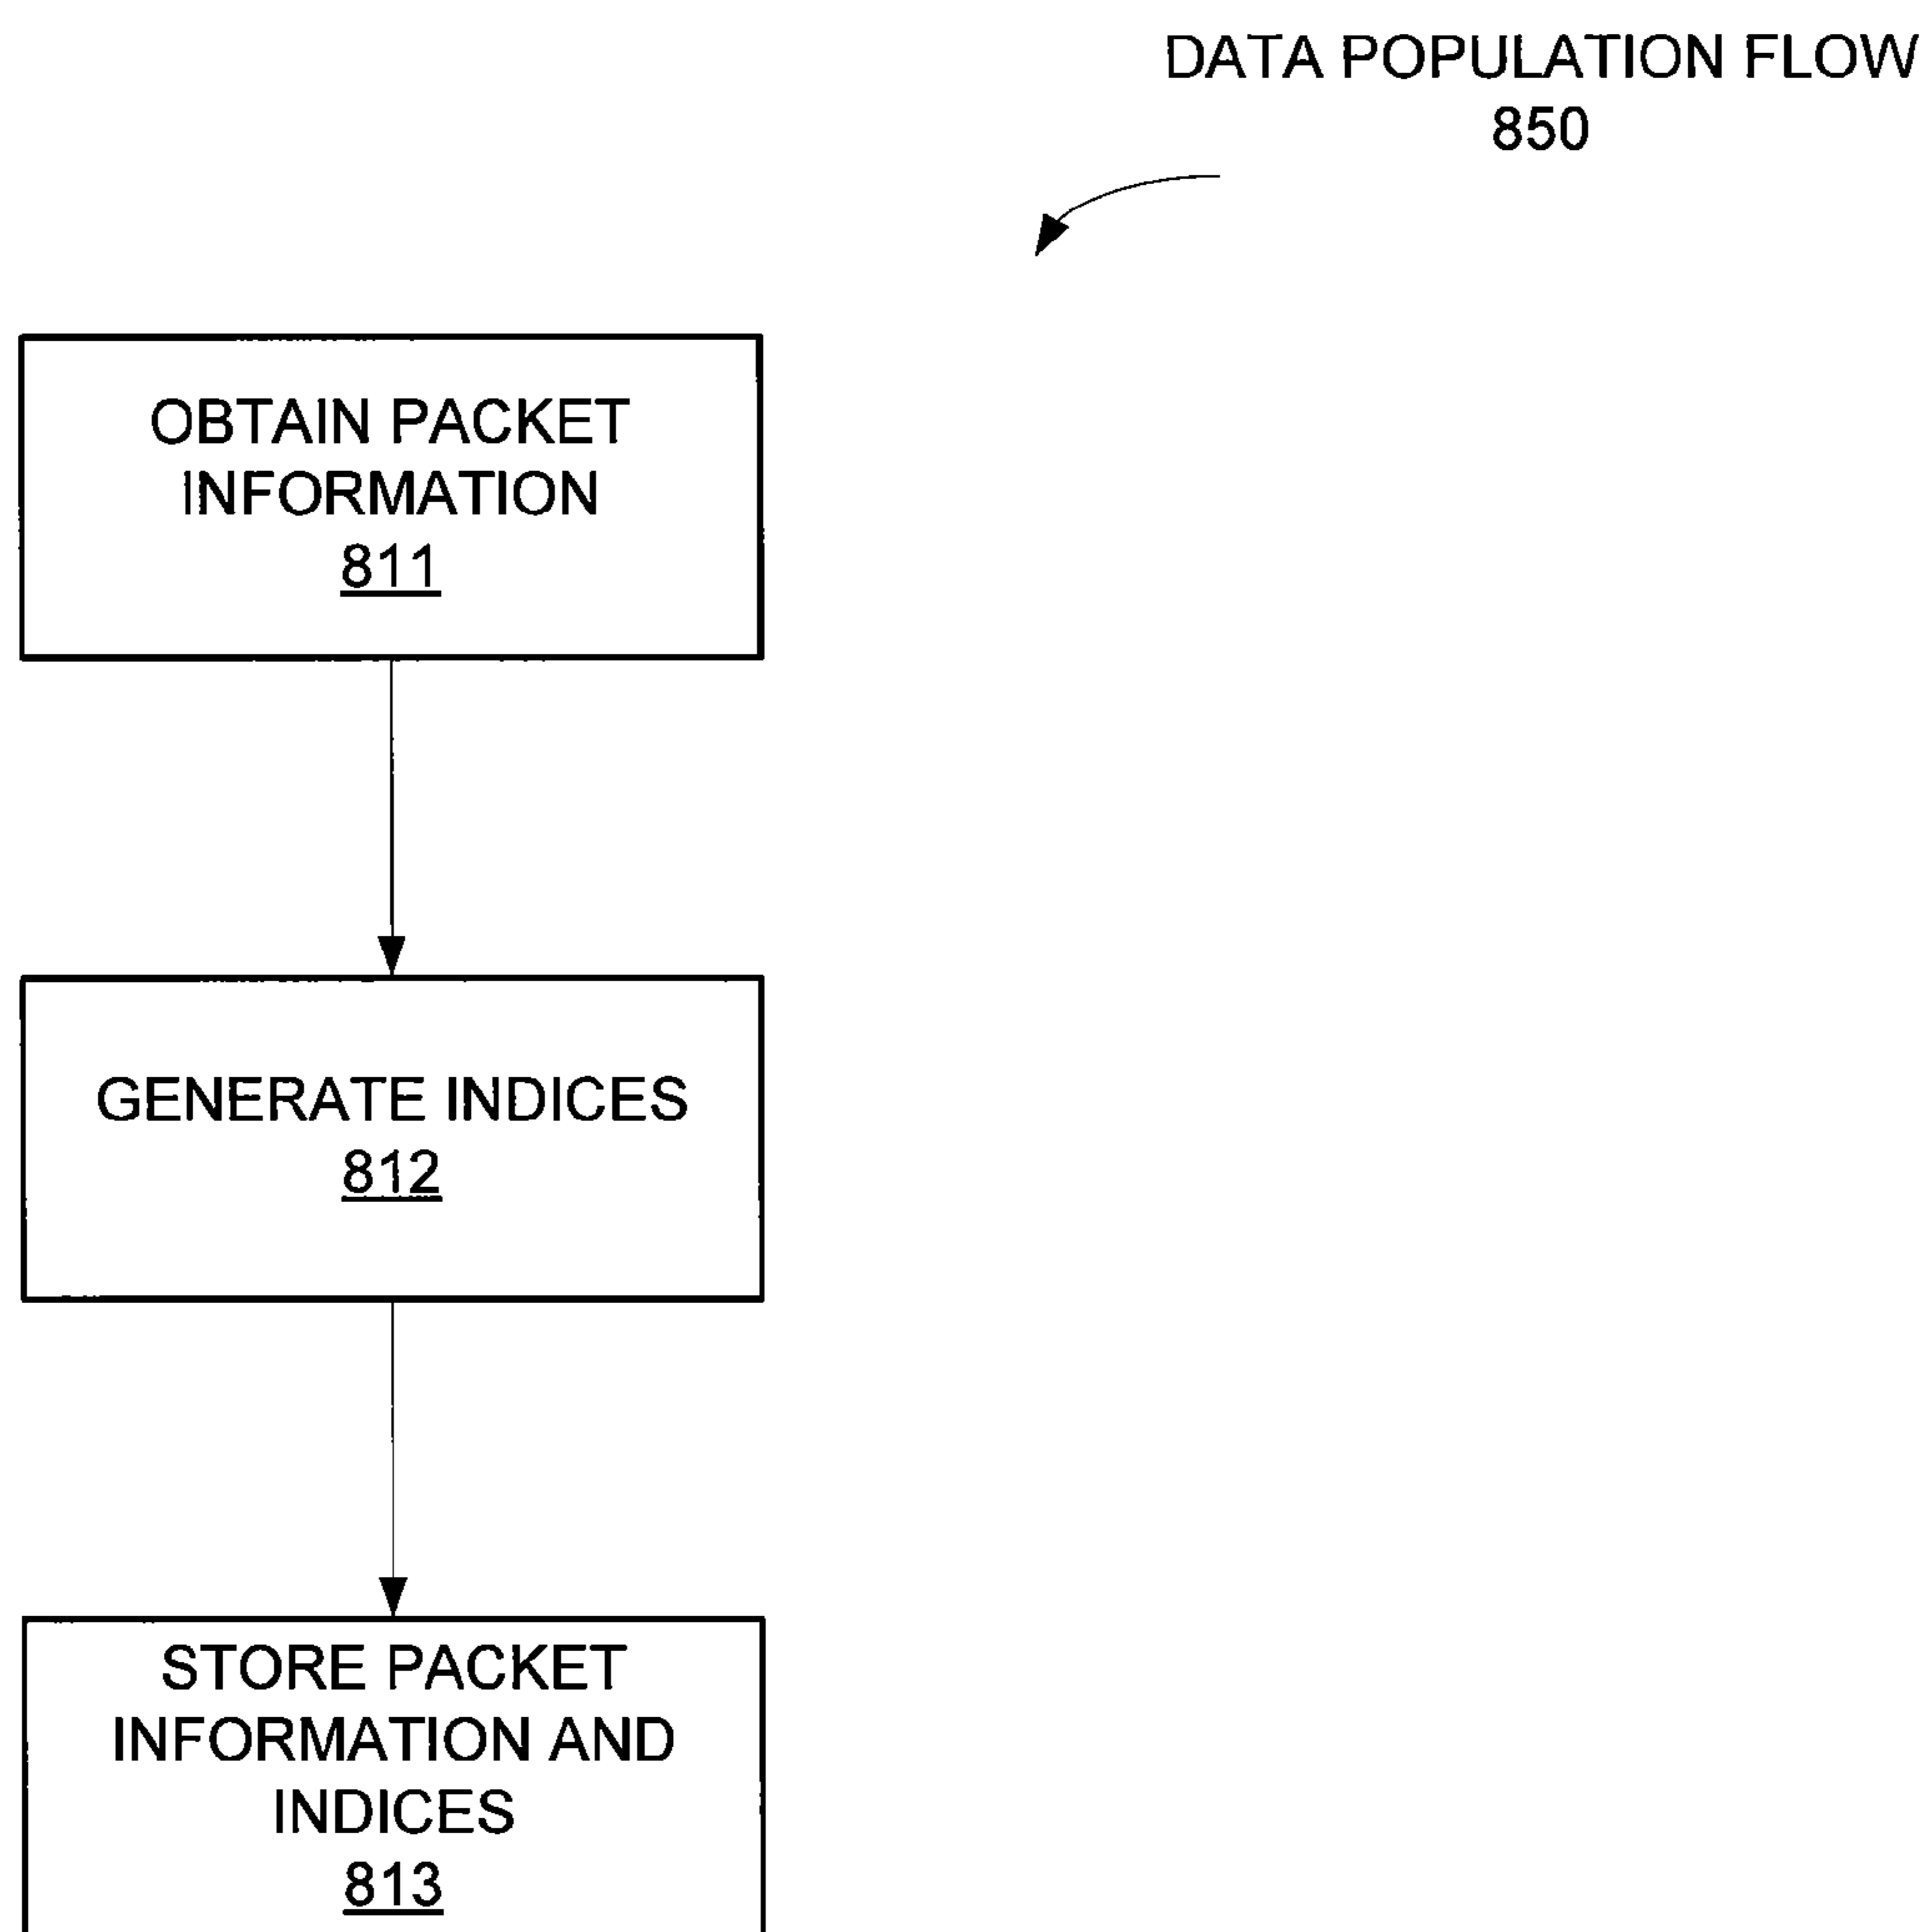 DATA POPULATION FLOW
850
OBTAIN PACKET
INFORMATION
811
GENERATE INDICES
812
STORE PACKET
INFORMATION AND
INDICES
813